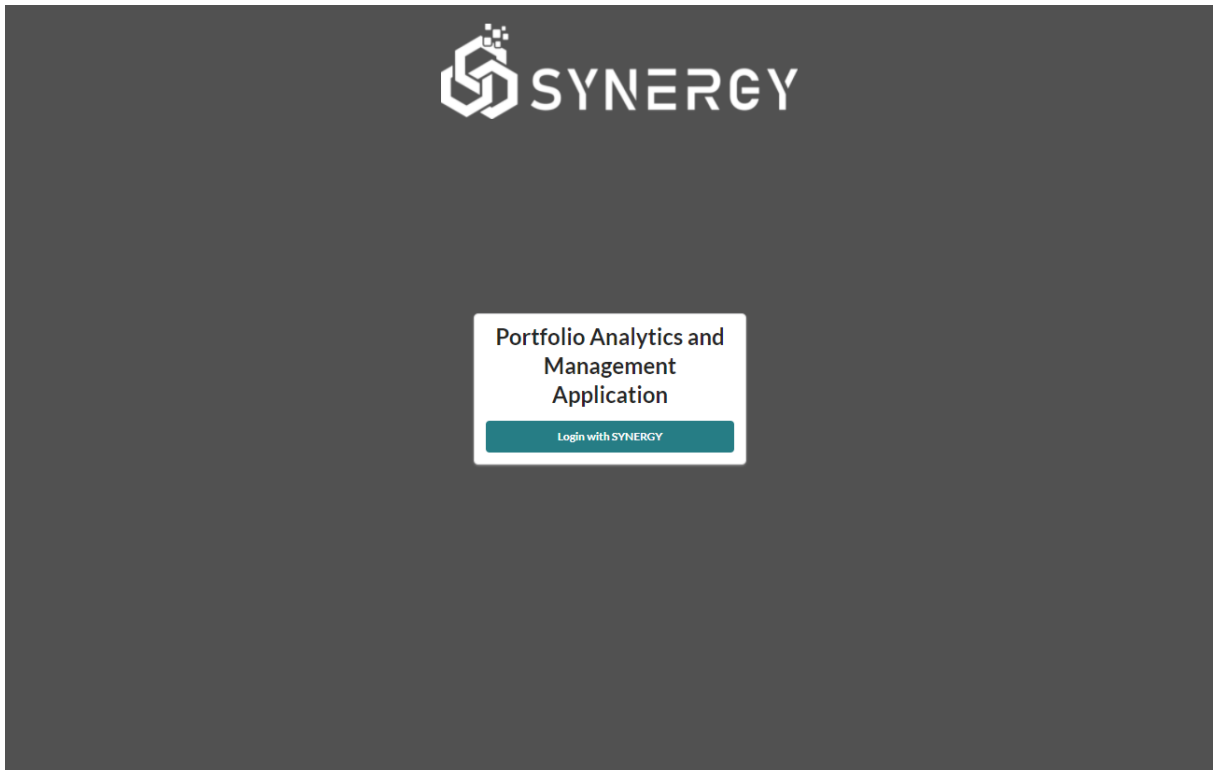 SYNERGY
Portfolio Analytics and
Management
Application
Login with SYNERGY